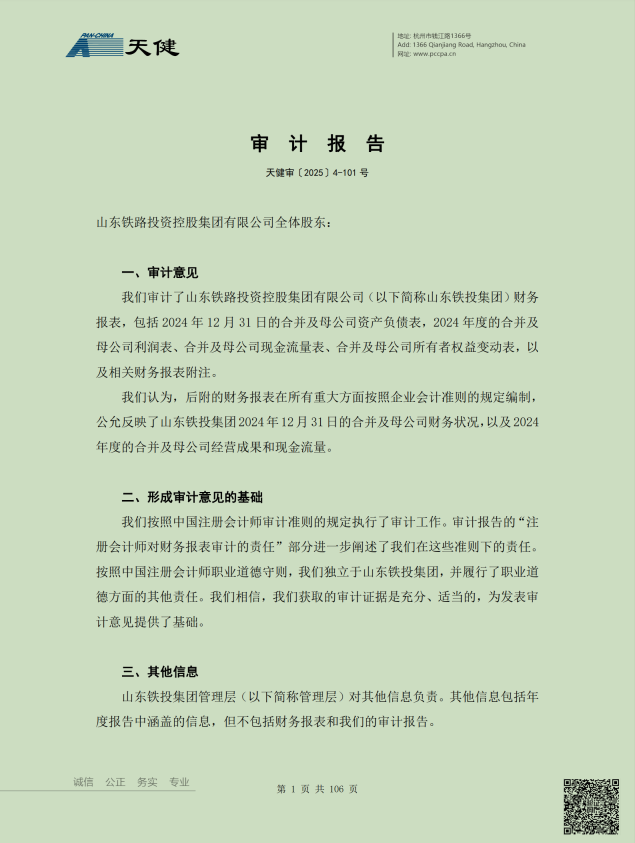 PAN-CHINA
天健
地址: 杭州市钱江路1366号
Add: 1366 Qianjiang Road, Hangzhou, China
网址: www.pccpa.cn
审 计 报 告
天健审〔2025〕4-101 号
山东铁路投资控股集团有限公司全体股东：
一、审计意见
我们审计了山东铁路投资控股集团有限公司（以下简称山东铁投集团）财务
报表，包括 2024 年 12 月 31 日的合并及母公司资产负债表，2024 年度的合并及
母公司利润表、合并及母公司现金流量表、合并及母公司所有者权益变动表，以
及相关财务报表附注。
我们认为，后附的财务报表在所有重大方面按照企业会计准则的规定编制，
公允反映了山东铁投集团 2024 年 12 月 31 日的合并及母公司财务状况，以及 2024
年度的合并及母公司经营成果和现金流量。
二、形成审计意见的基础
我们按照中国注册会计师审计准则的规定执行了审计工作。审计报告的“注
册会计师对财务报表审计的责任”部分进一步阐述了我们在这些准则下的责任。
按照中国注册会计师职业道德守则，我们独立于山东铁投集团，并履行了职业道
德方面的其他责任。我们相信，我们获取的审计证据是充分、适当的，为发表审
计意见提供了基础。
三、其他信息
山东铁投集团管理层（以下简称管理层）对其他信息负责。其他信息包括年
度报告中涵盖的信息，但不包括财务报表和我们的审计报告。
诚信 公正 务实 专业
第 1 页 共 106 页